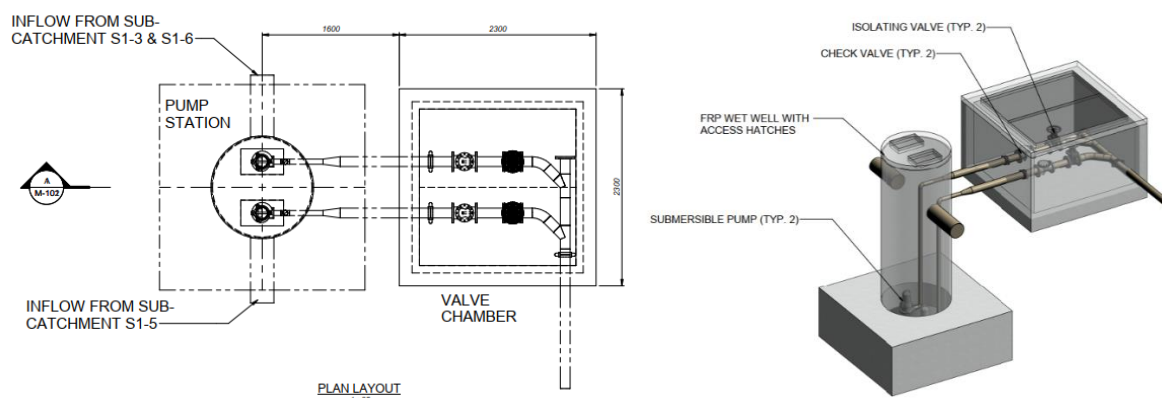 INFLOW FROM SUB-
CATCHMENT S1-3 & S1-6
1600
2300
PUMP
STATION
A
M-102
2300
INFLOW FROM SUB-
CATCHMENT S1-5
VALVE
CHAMBER
PLAN LAYOUT
ISOLATING VALVE (TYP. 2)
CHECK VALVE (TYP. 2)
FRP WET WELL WITH
ACCESS HATCHES
SUBMERSIBLE PUMP (TYP. 2)